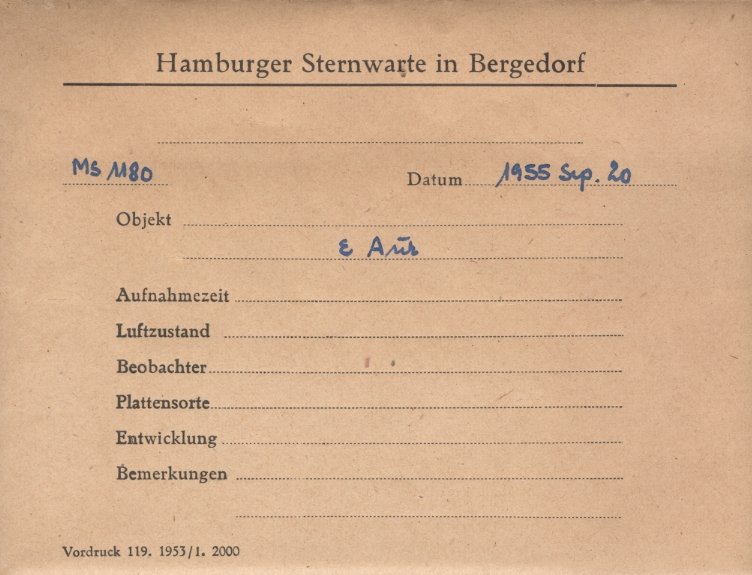 Hamburger Sternwarte in Bergedorf
MS 1180 Datum 1955 Sep. 20
Objekt
ε Aur
Aufnahmezeit
Luftzustand
Beobachter
Plattensorte
Entwicklung
Bemerkungen
Vordruck 119. 1953/1. 2000